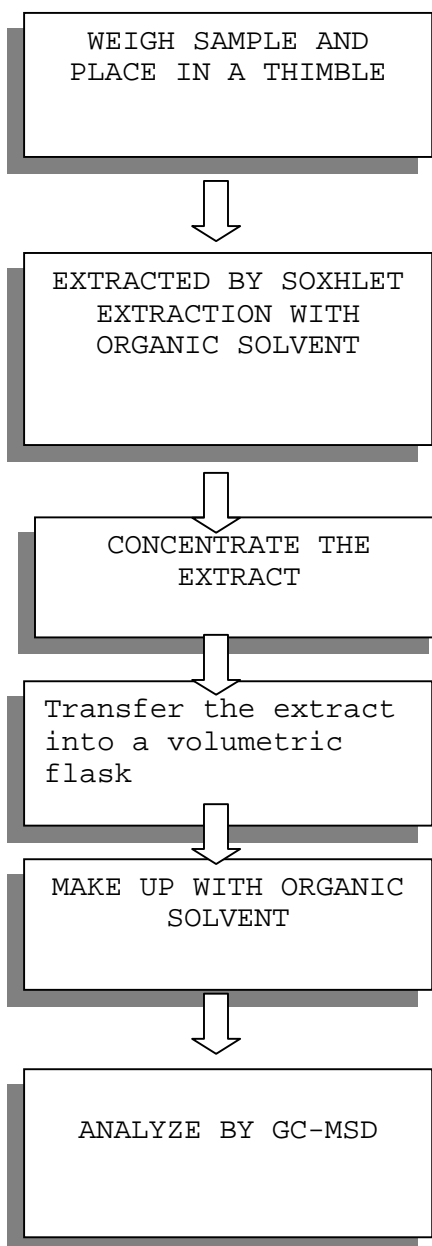 WEIGH SAMPLE AND
PLACE IN A THIMBLE
EXTRACTED BY SOXHLET
EXTRACTION WITH
ORGANIC SOLVENT
CONCENTRATE THE
EXTRACT
Transfer the extract
into a volumetric
flask
MAKE UP WITH ORGANIC
SOLVENT
ANALYZE BY GC-MSD